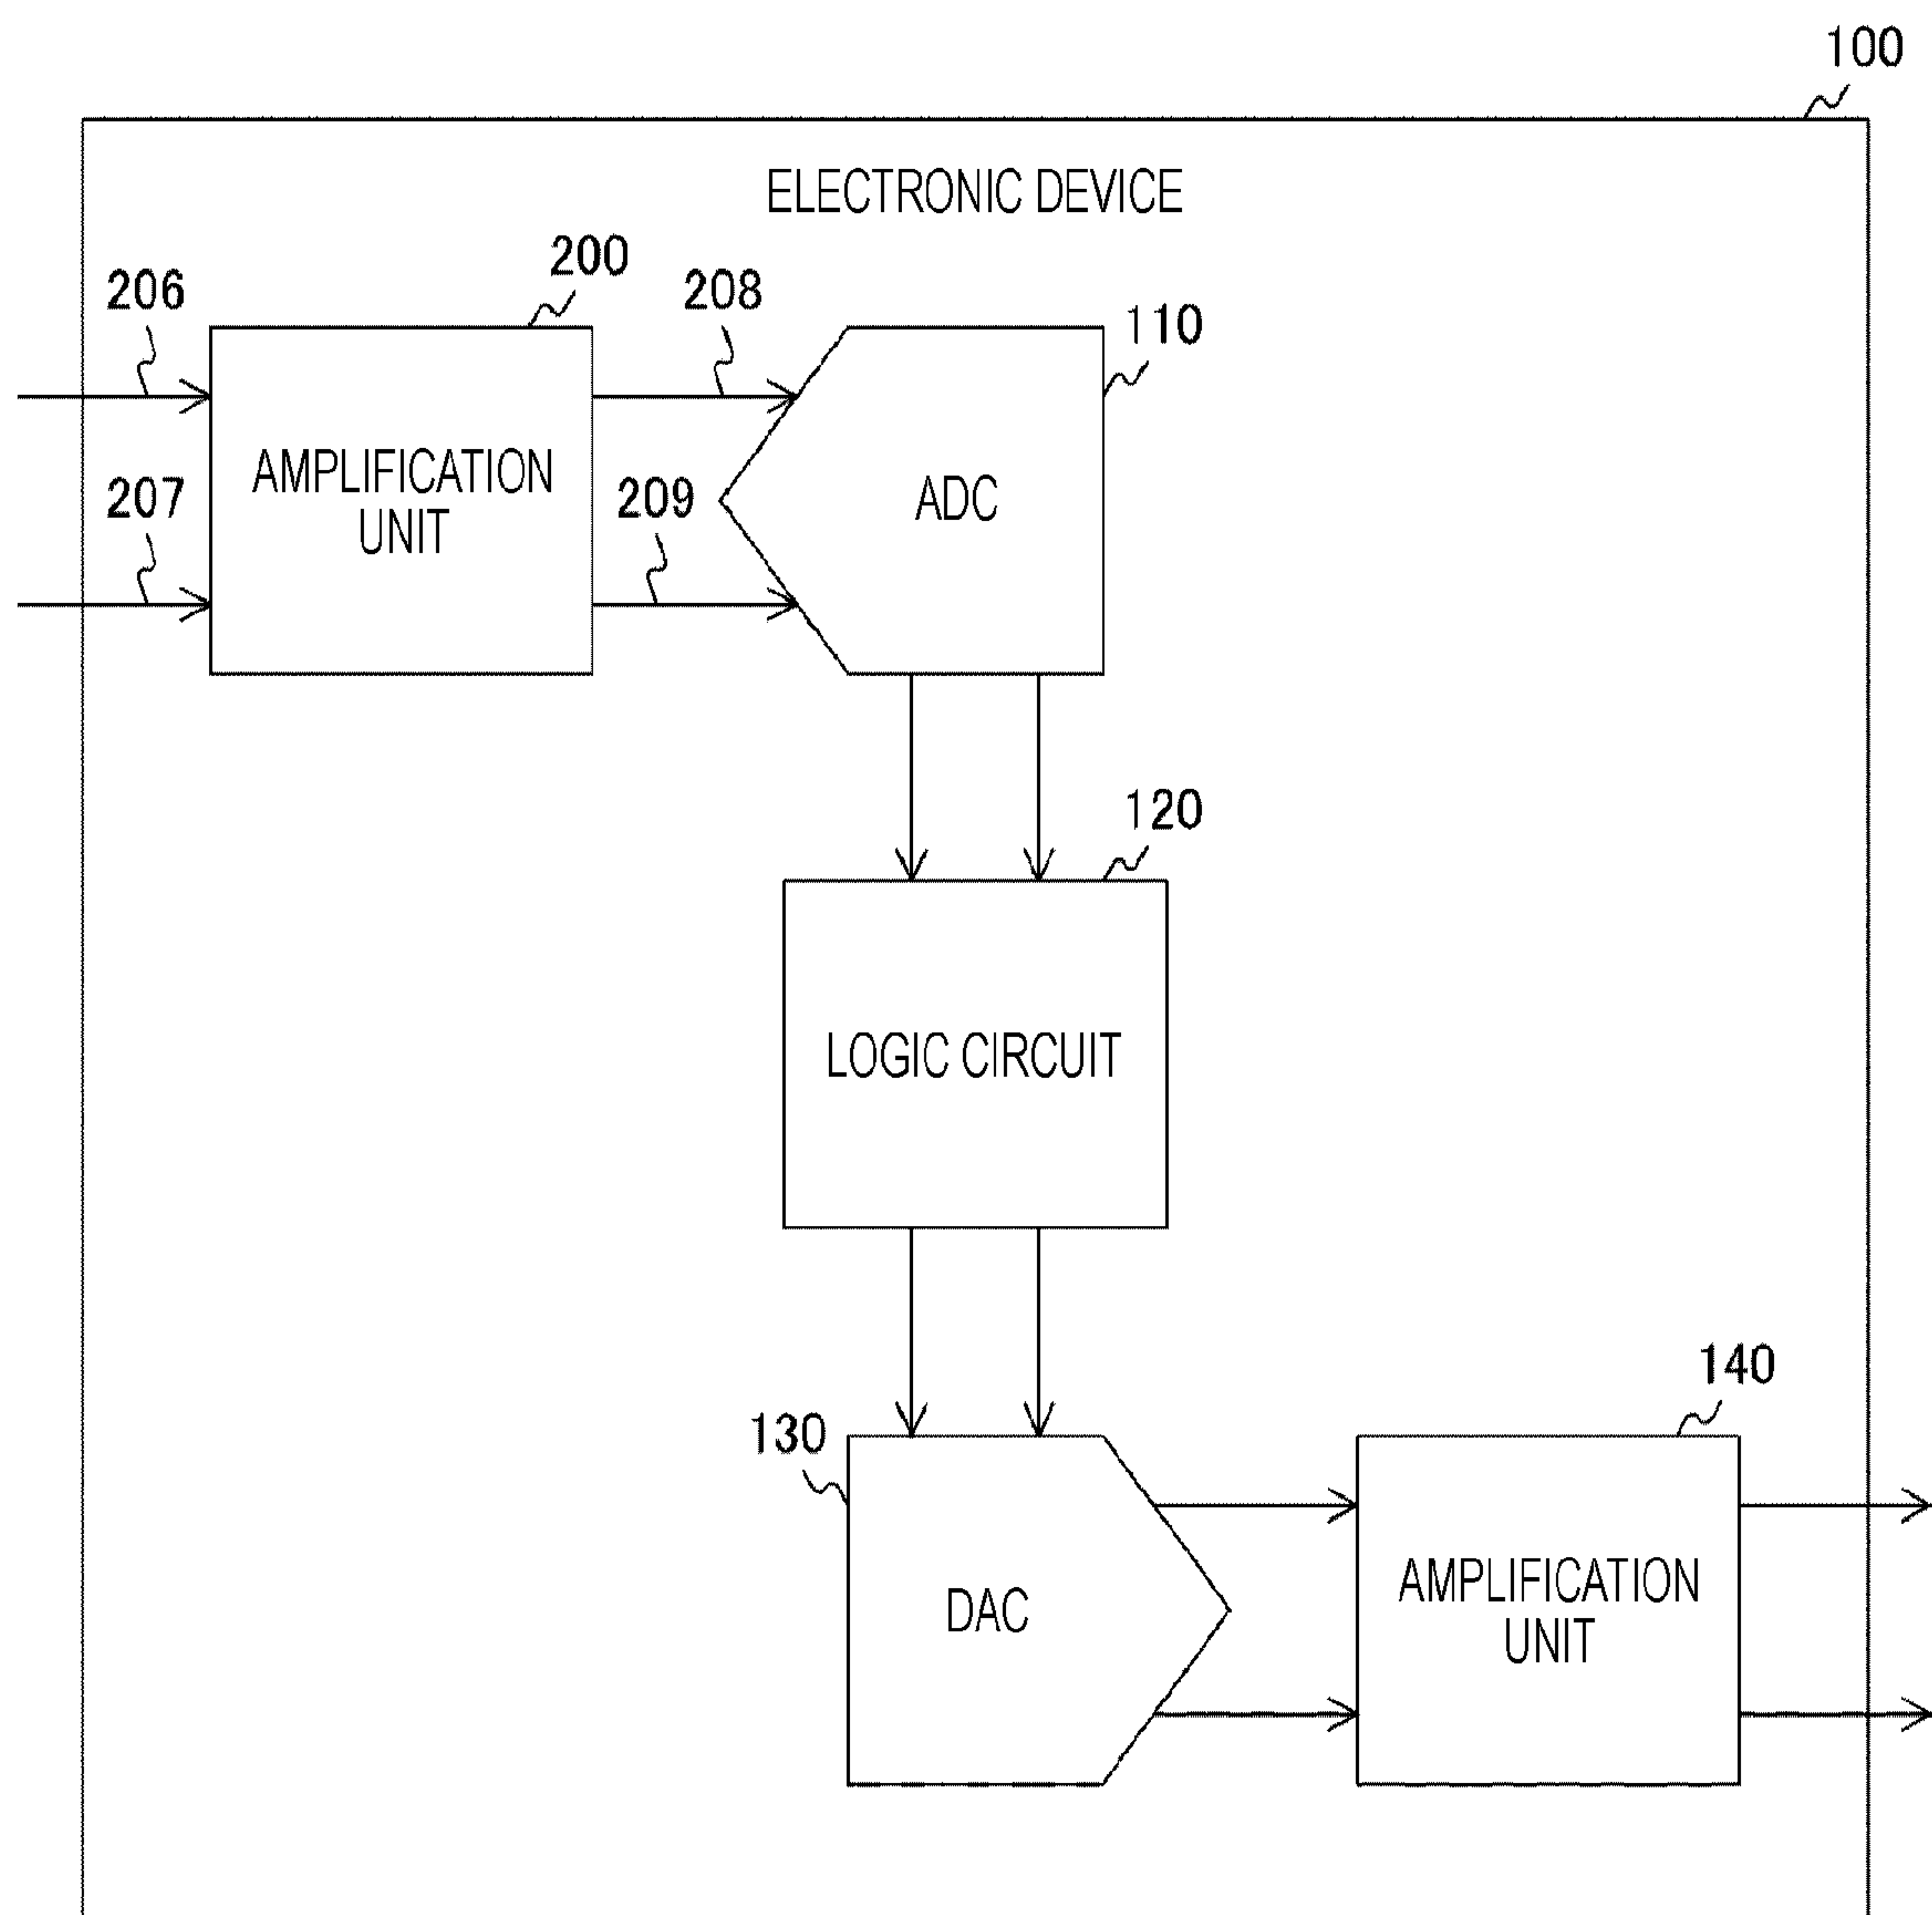 100
ELECTRONIC DEVICE
200
206
208
110
AMPLIFICATION
UNIT
ADC
207
209
120
LOGIC CIRCUIT
140
130
DAC
AMPLIFICATION
UNIT